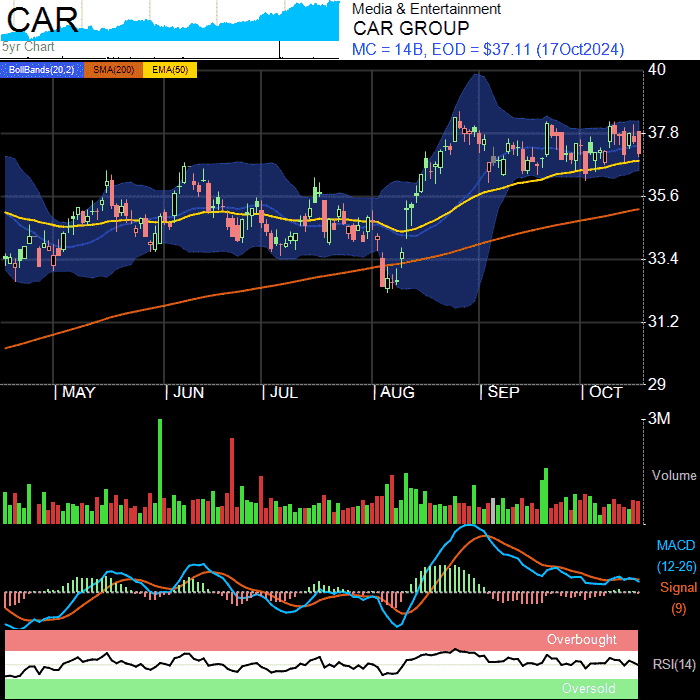 CAR
5yr Chart
Media & Entertainment
CAR GROUP
MC = 14B, EOD = $37.11 (17Oct2024)
BollBands(20,2) SMA(200) EMA(50)
40
37.8
35.6
33.4
31.2
29
MAY JUN JUL AUG SEP OCT
3M
Volume
MACD
(12-26)
Signal
(9)
Overbought
RSI(14)
Oversold